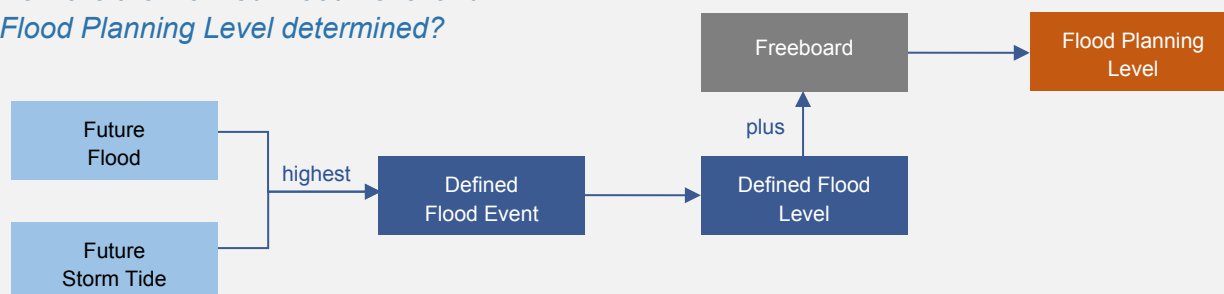 Flood Planning Level determined?
Freeboard
Flood Planning
Level
plus
Future
Flood
highest
Defined
Flood Event
Defined Flood
Level
Future
Storm Tide